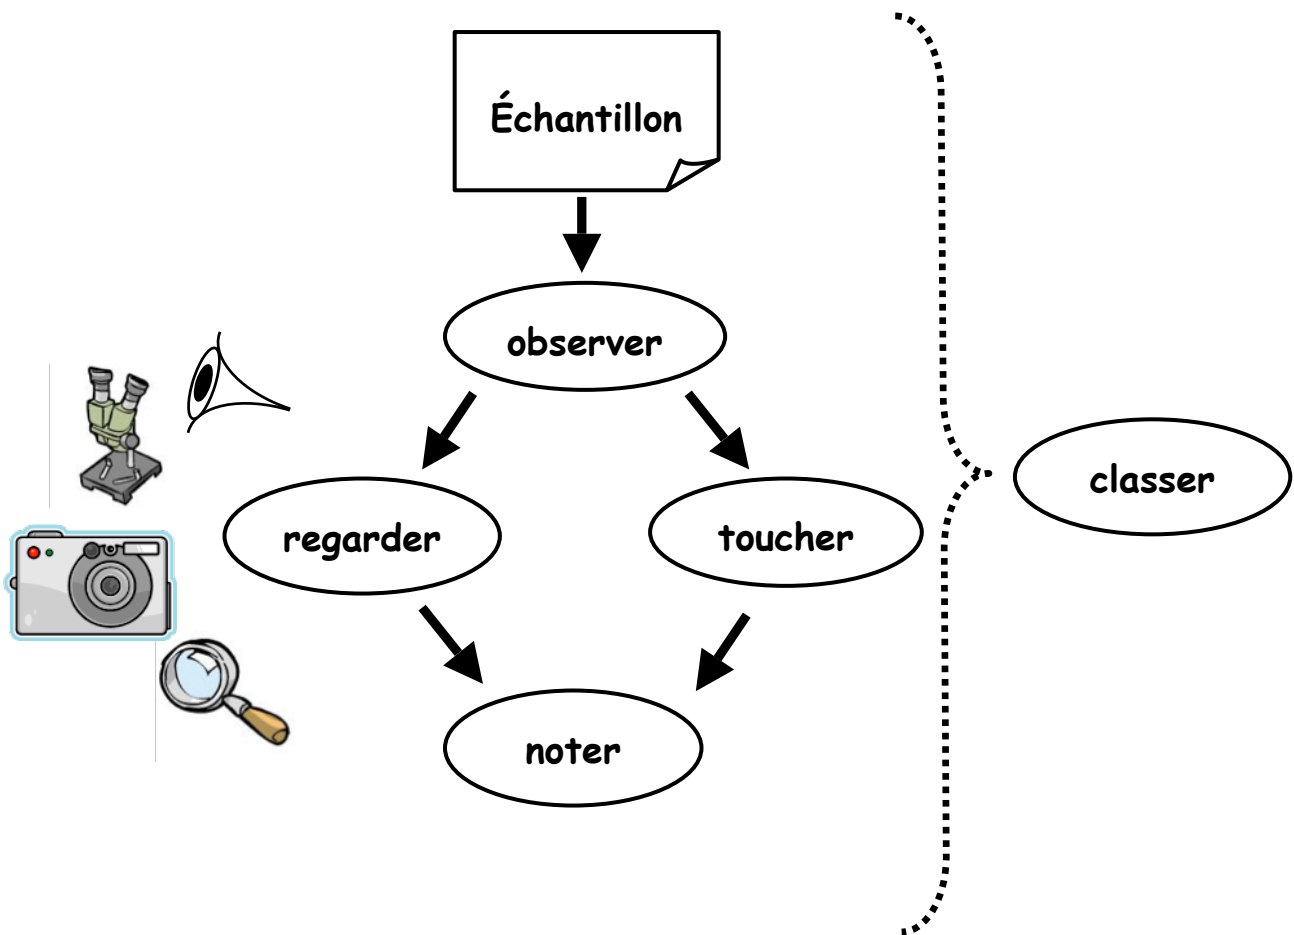 Échantillon
observer
regarder
toucher
classer
noter